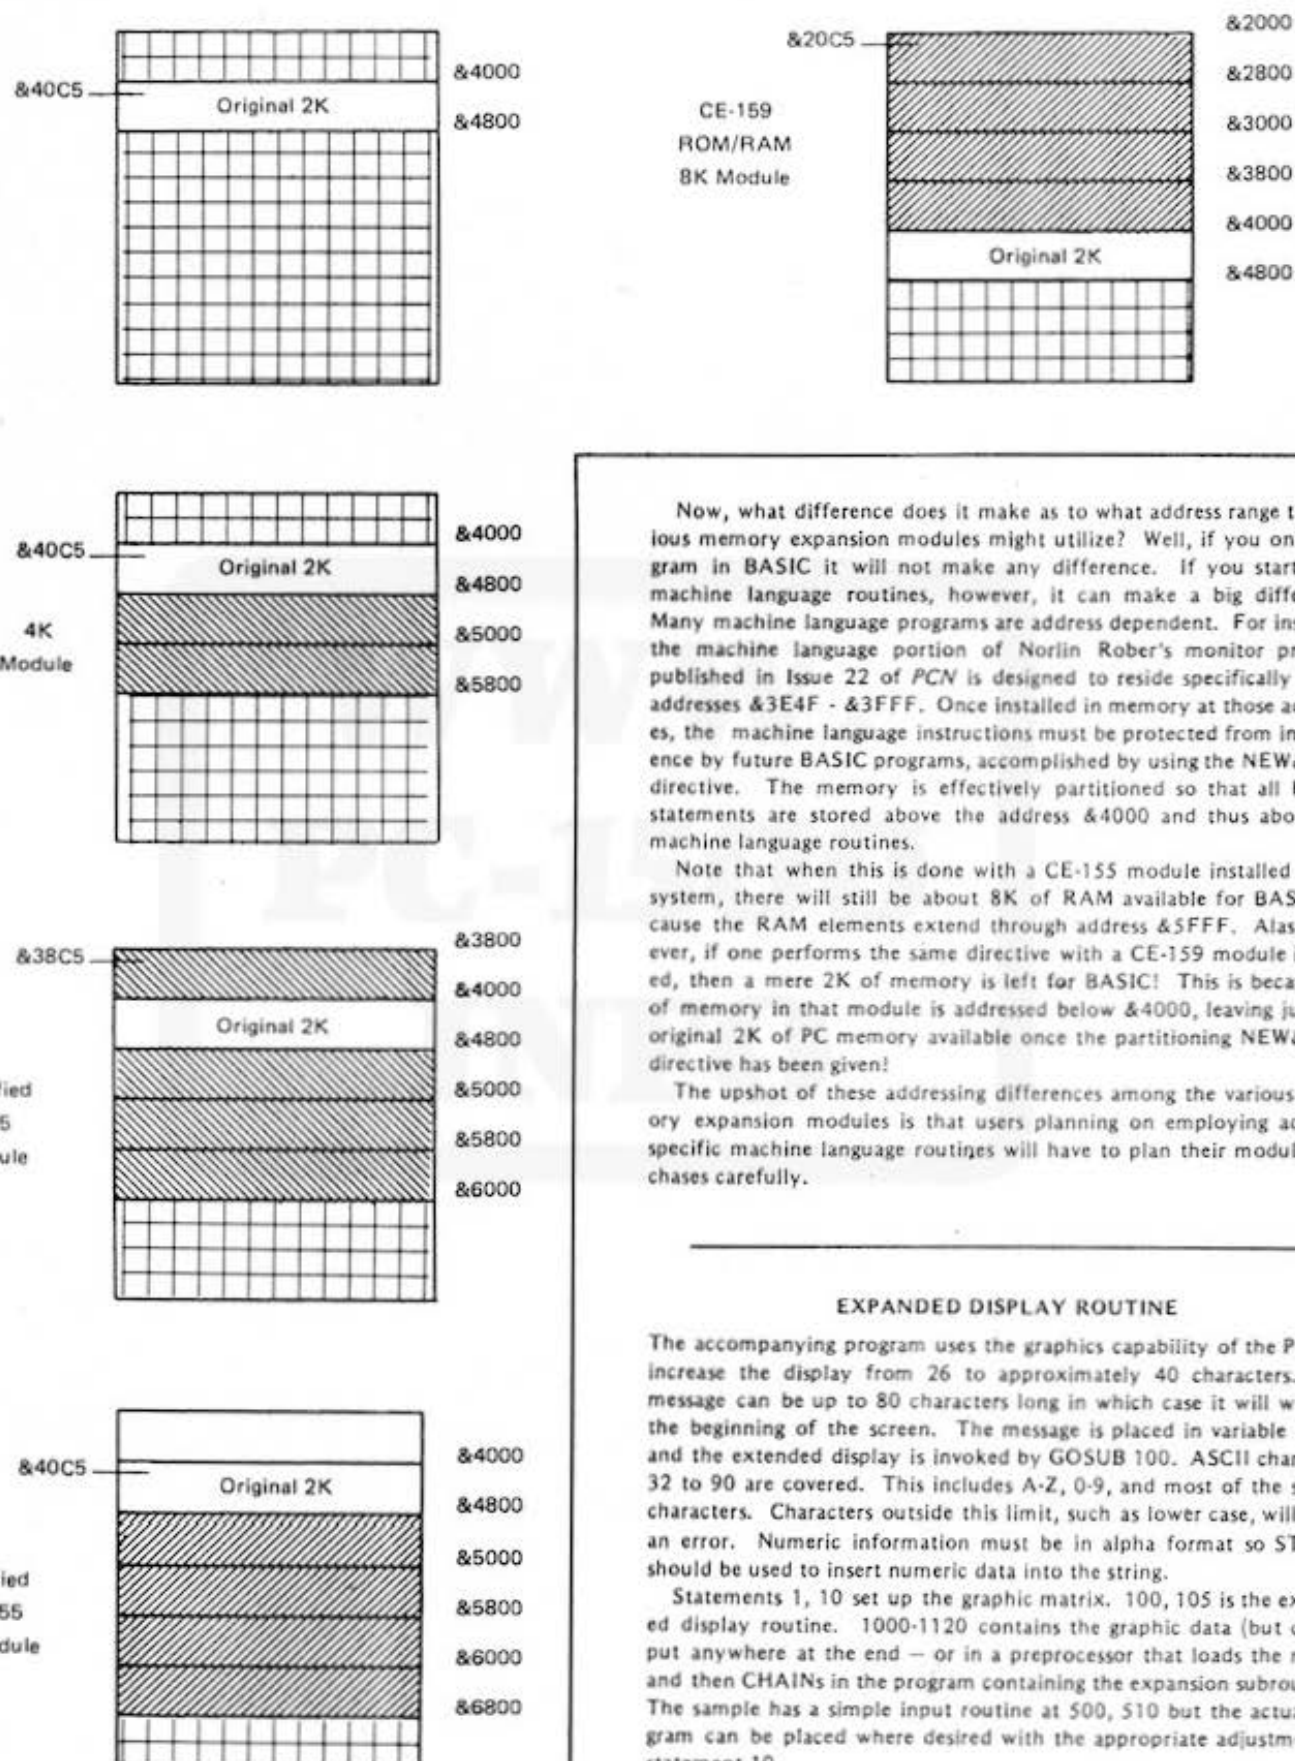 &40C5
&4000
Original 2K
&4800
&20C5
CE-159
ROM/RAM
8K Module
&2000
&2800
&3000
&3800
&4000
Original 2K
&4800
&40C5
4K
Module
&4000
Original 2K
&4800
&5000
&5800
&38C5
&3800
&4000
Original 2K
&4800
&5000
&5800
&6000
ied
5
ule
&40C5
&4000
Original 2K
&4800
&5000
&5800
&6000
&6800
ied
55
dule
Now, what difference does it make as to what address range t
ious memory expansion modules might utilize? Well, if you on
gram in BASIC it will not make any difference. If you start
machine language routines, however, it can make a big diffe
Many machine language programs are address dependent. For ins
the machine language portion of Norlin Rober's monitor pr
published in Issue 22 of PCN is designed to reside specifically
addresses &3E4F - &3FFF. Once installed in memory at those ad
es, the machine language instructions must be protected from in
ence by future BASIC programs, accomplished by using the NEW&
directive. The memory is effectively partitioned so that all
statements are stored above the address &4000 and thus abo
machine language routines.
Note that when this is done with a CE-155 module installed
system, there will still be about 8K of RAM available for BAS
cause the RAM elements extend through address &5FFF. Alas
ever, if one performs the same directive with a CE-159 module i
ed, then a mere 2K of memory is left for BASIC! This is beca
of memory in that module is addressed below &4000, leaving ju
original 2K of PC memory available once the partitioning NEW&
directive has been given!
The upshot of these addressing differences among the various
ory expansion modules is that users planning on employing ad
specific machine language routines will have to plan their modul
chases carefully.
EXPANDED DISPLAY ROUTINE
The accompanying program uses the graphics capability of the P
increase the display from 26 to approximately 40 characters.
message can be up to 80 characters long in which case it will w
the beginning of the screen. The message is placed in variable
and the extended display is invoked by GOSUB 100. ASCII char
32 to 90 are covered. This includes A-Z, 0-9, and most of the s
characters. Characters outside this limit, such as lower case, will
an error. Numeric information must be in alpha format so ST
should be used to insert numeric data into the string.
Statements 1, 10 set up the graphic matrix. 100, 105 is the ex
ed display routine. 1000-1120 contains the graphic data (but c
put anywhere at the end — or in a preprocessor that loads the
and then CHAINs in the program containing the expansion subrou
The sample has a simple input routine at 500, 510 but the actua
gram can be placed where desired with the appropriate adjustm
statement 10